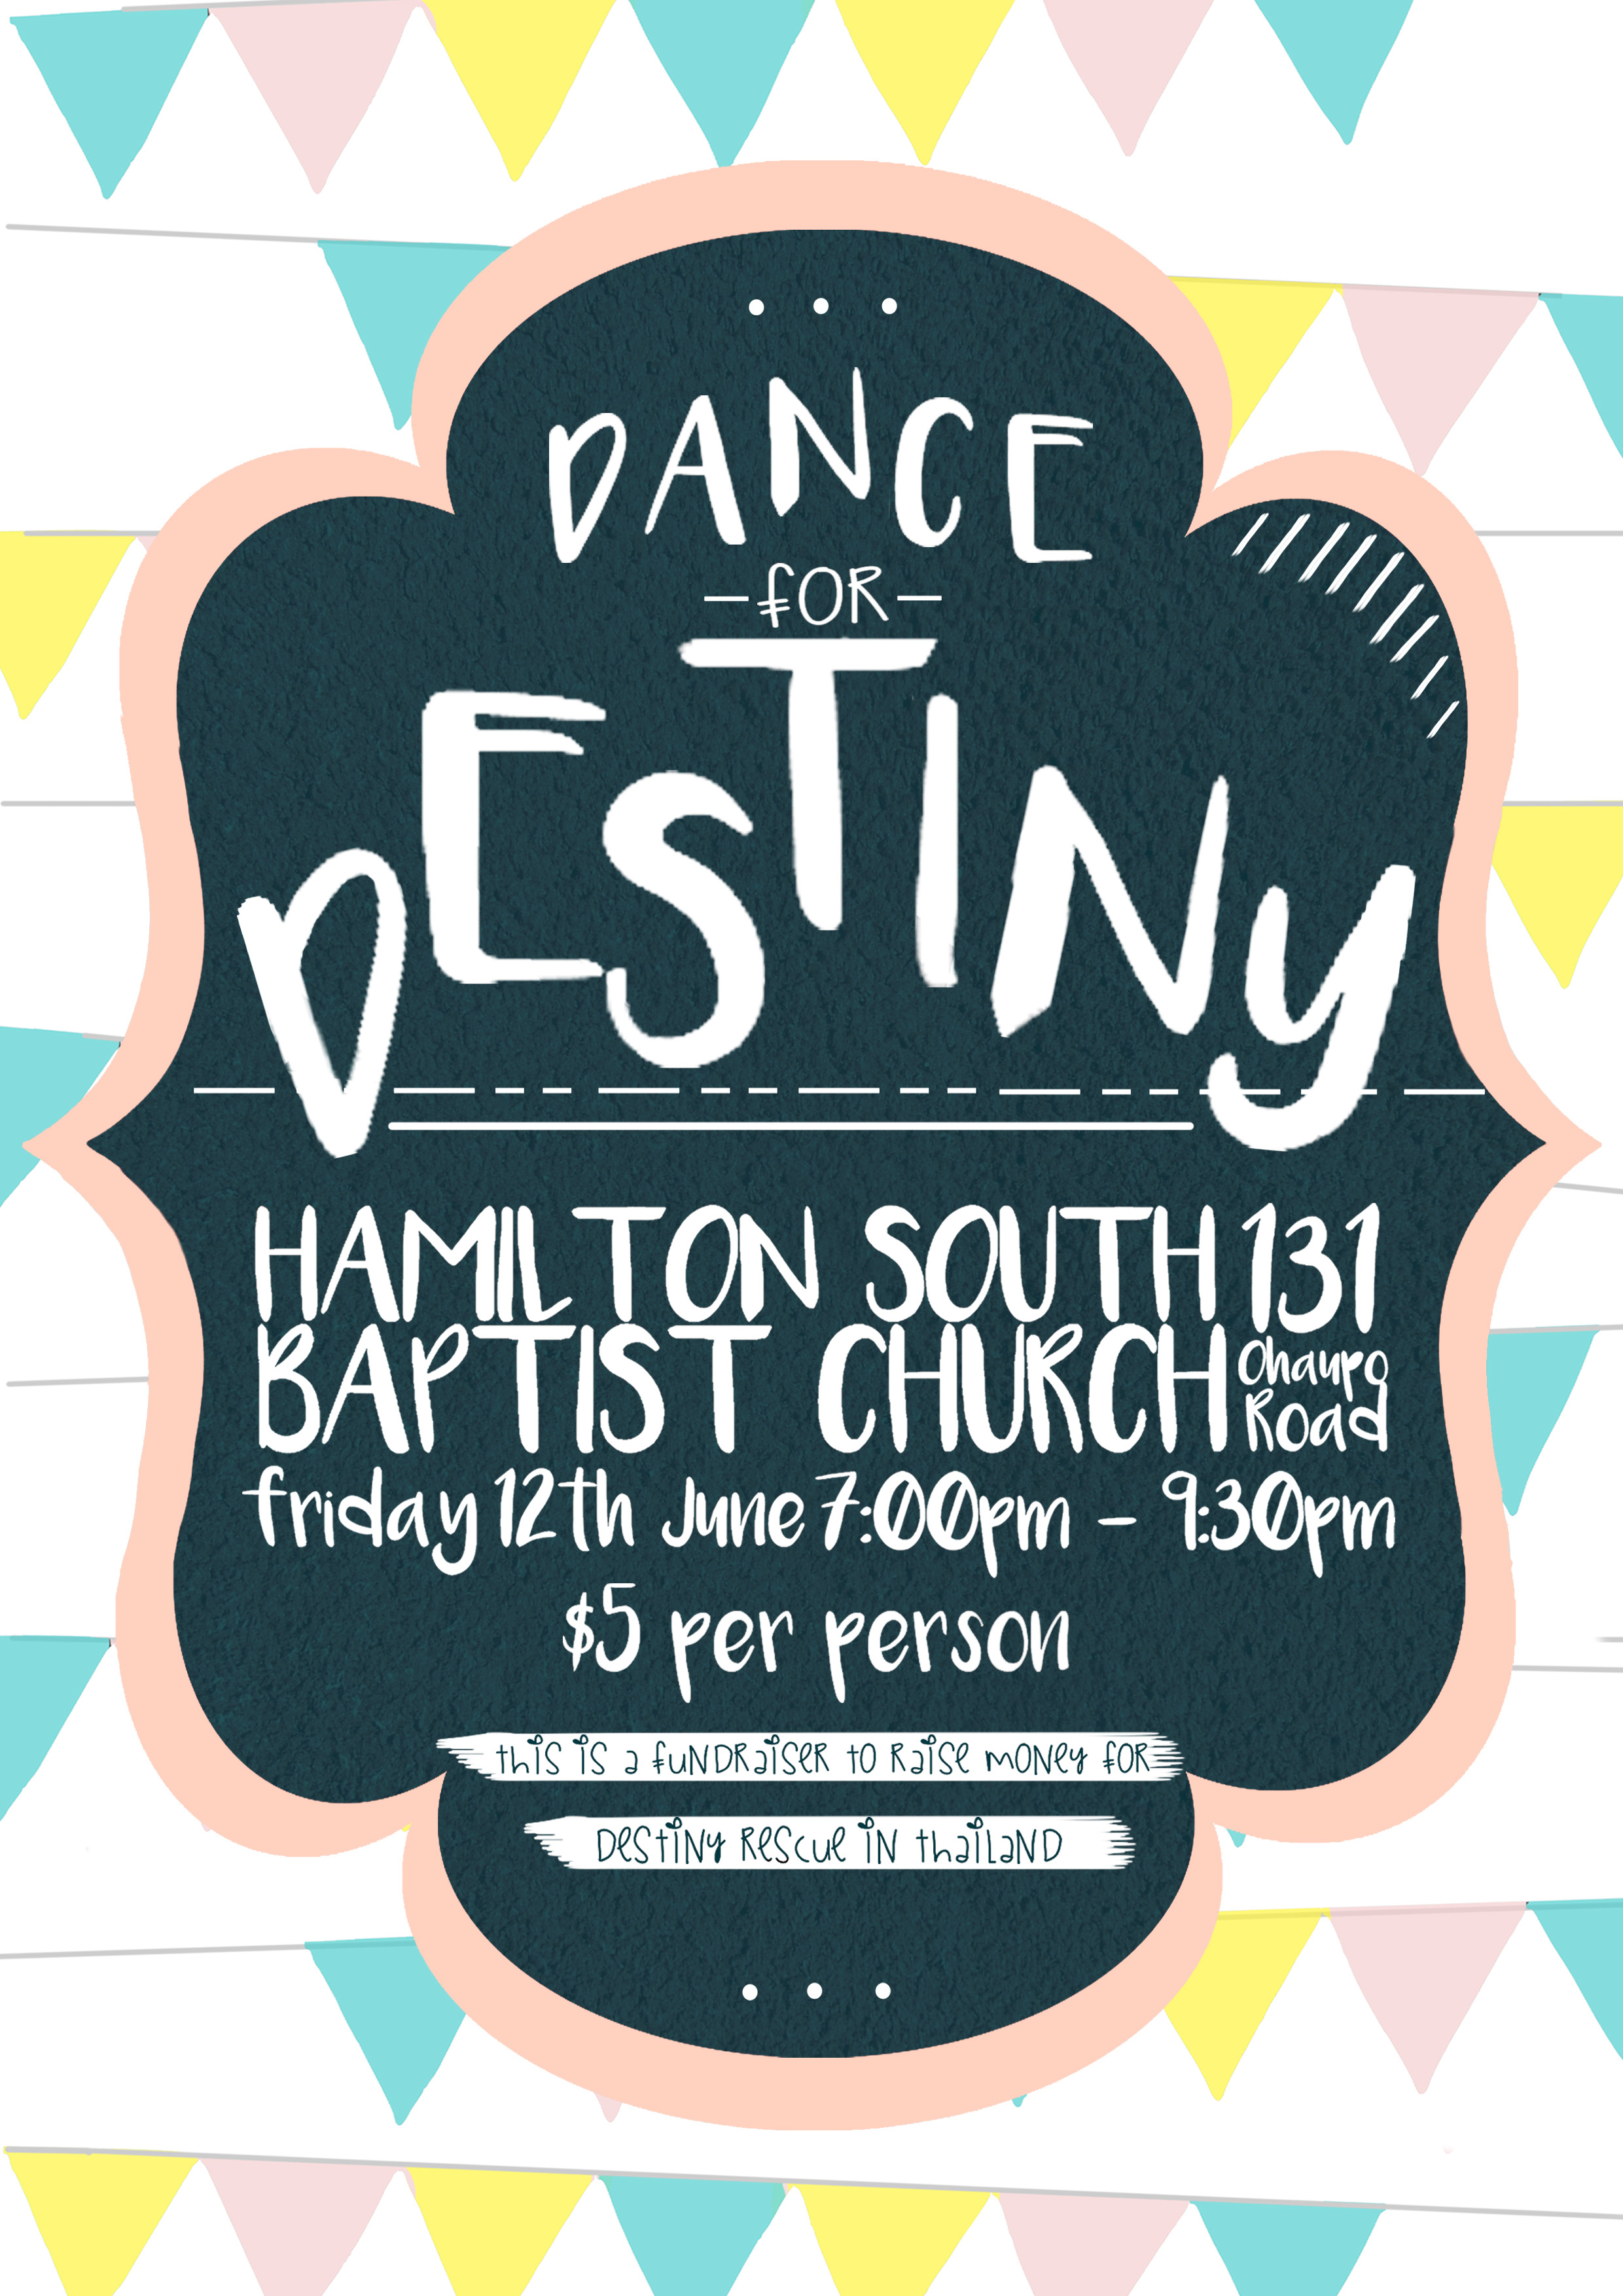 DANCE
fOR
DESTINy
HAMILTON SOUTH 131
BAPTIST CHURCH Ohaupo Road
friday 12th June 7:00pm - 9:30pm
$5 per person
this is a fuNDRaiSER to RaiSe mONey fOR
DeStiNy ReScue iN thaiLaND